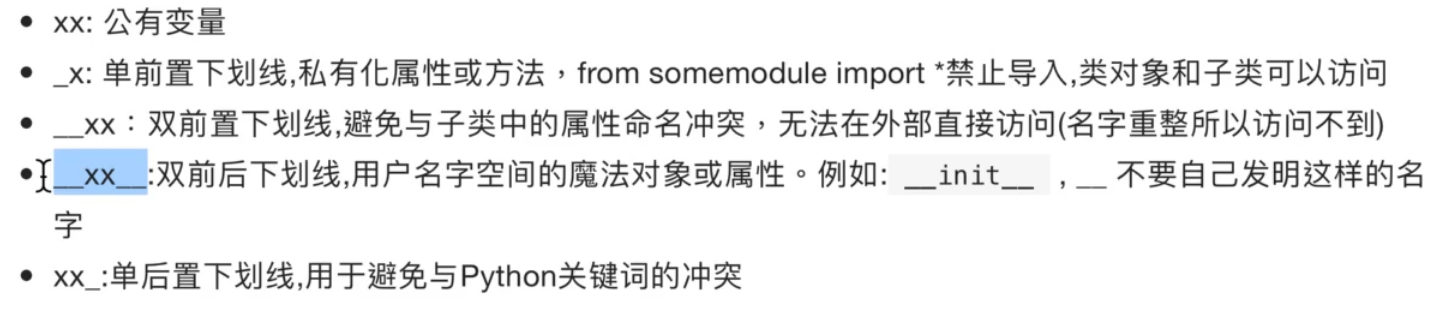 xx: 公有变量
_x: 单前置下划线,私有化属性或方法，from somemodule import *禁止导入,类对象和子类可以访问
__xx：双前置下划线,避免与子类中的属性命名冲突，无法在外部直接访问(名字重整所以访问不到)
__xx__:双前后下划线,用户名字空间的魔法对象或属性。例如: __init__ , __ 不要自己发明这样的名
字
xx_:单后置下划线,用于避免与Python关键词的冲突